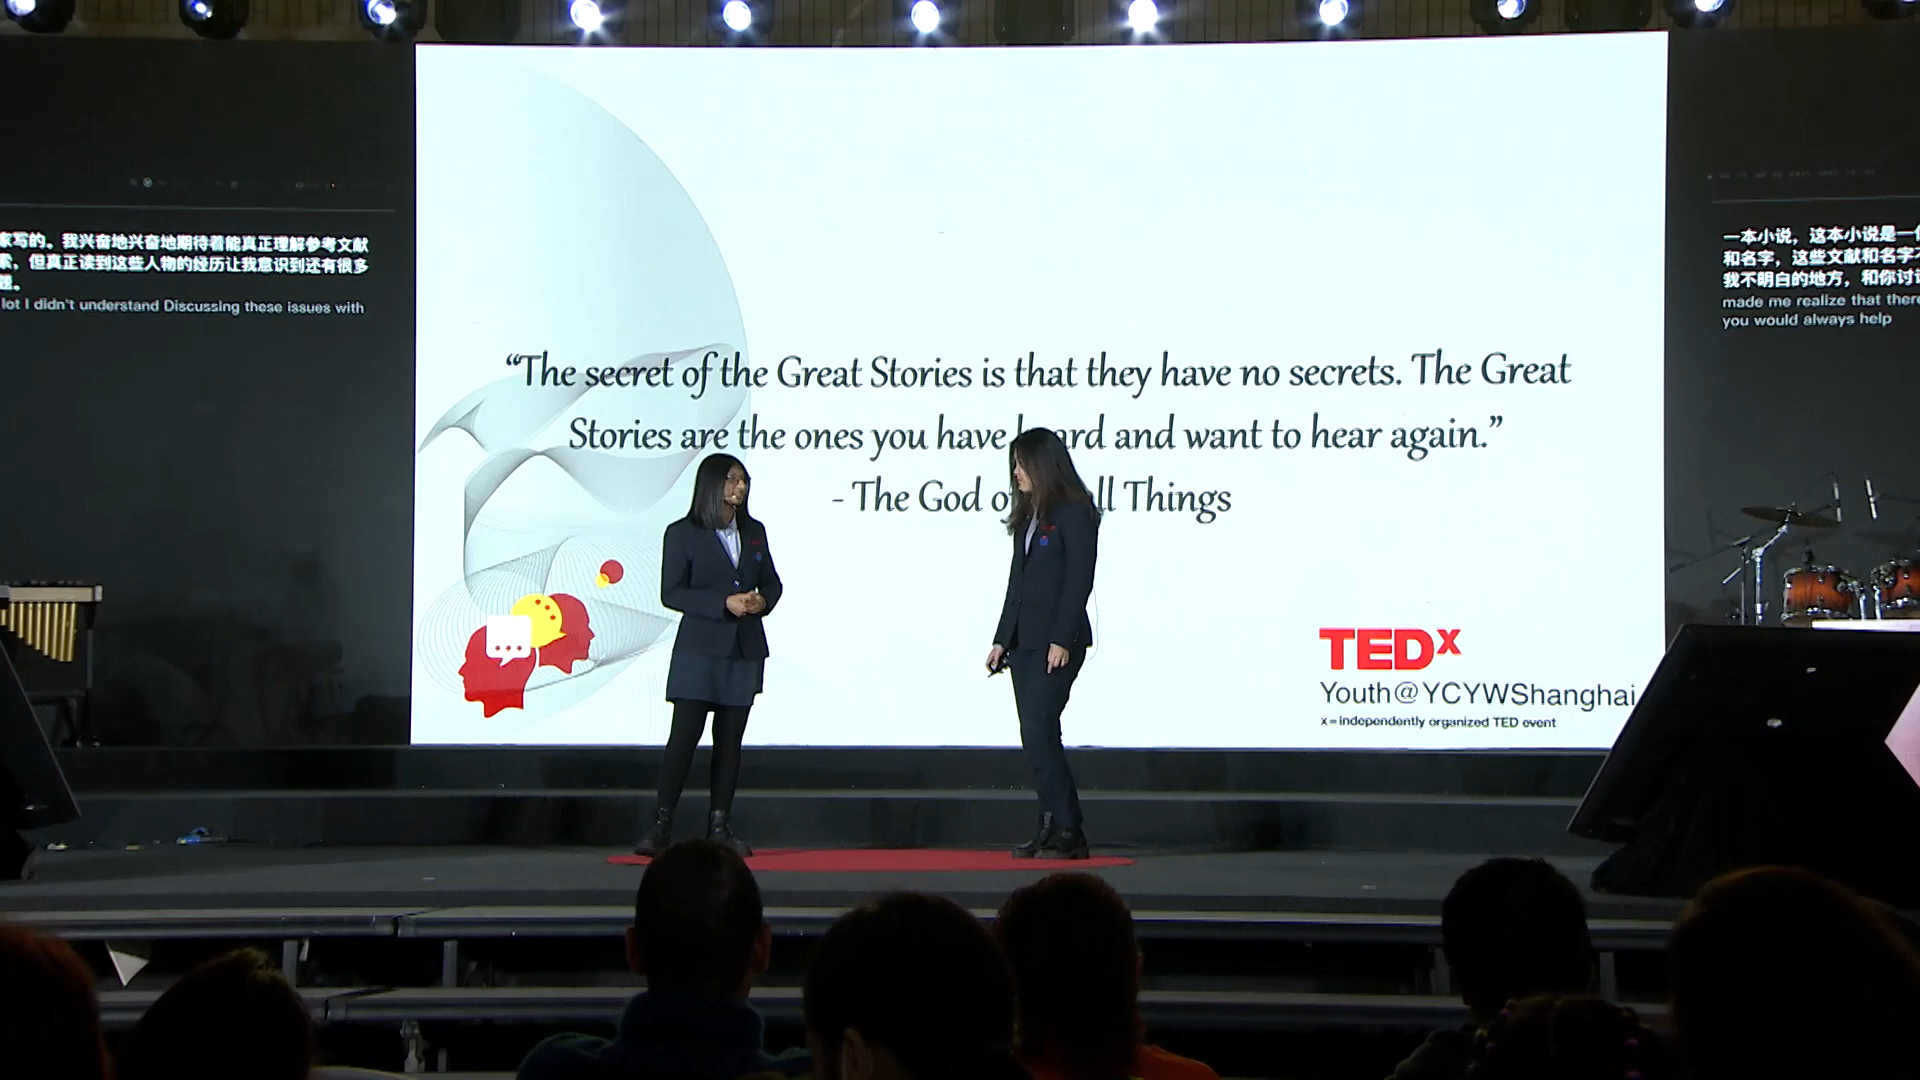 家写的。我兴奋地兴奋地期待着能真正理解参考文献
索，但真正读到这些人物的经历让我意识到还有很多
题。
lot I didn't understand Discussing these issues with
“The secret of the Great Stories is that they have no secrets. The Great
Stories are the ones you have heard and want to hear again.”
- The God of all Things
TEDx
Youth@YCYWShanghai
x = independently organized TED event
一本小说，这本小说是一
和名字，这些文献和名字
我不明白的地方，和你讨
made me realize that there
you would always help